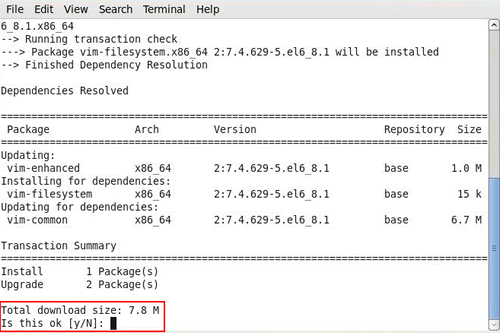 File Edit View Search Terminal Help
6_8.1.x86_64
--> Running transaction check
---> Package vim-filesystem.x86_64 2:7.4.629-5.el6_8.1 will be installed
--> Finished Dependency Resolution
Dependencies Resolved
================================================================================
Package Arch Version Repository Size
================================================================================
Updating:
vim-enhanced x86_64 2:7.4.629-5.el6_8.1 base 1.0 M
Installing for dependencies:
vim-filesystem x86_64 2:7.4.629-5.el6_8.1 base 15 k
Updating for dependencies:
vim-common x86_64 2:7.4.629-5.el6_8.1 base 6.7 M
Transaction Summary
================================================================================
Install 1 Package(s)
Upgrade 2 Package(s)
Total download size: 7.8 M
Is this ok [y/N]: